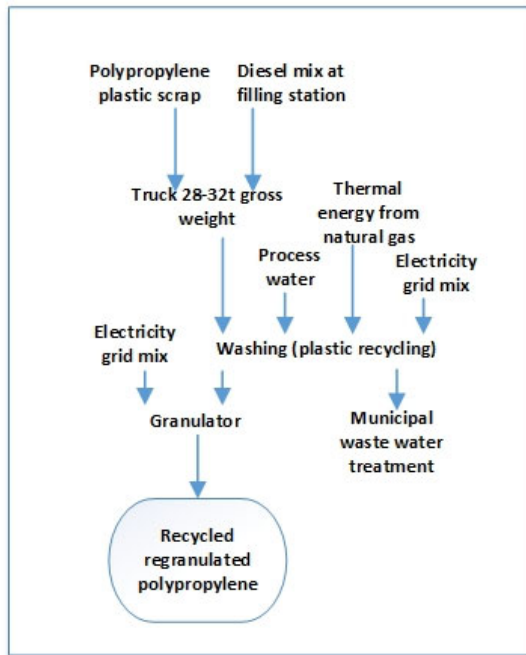 Polypropylene
plastic scrap
Diesel mix at
filling station
Truck 28-32t gross
weight
Thermal
energy from
natural gas
Process
water
Electricity
grid mix
Electricity
grid mix
Washing (plastic recycling)
Granulator
Municipal
waste water
treatment
Recycled
regranulated
polypropylene